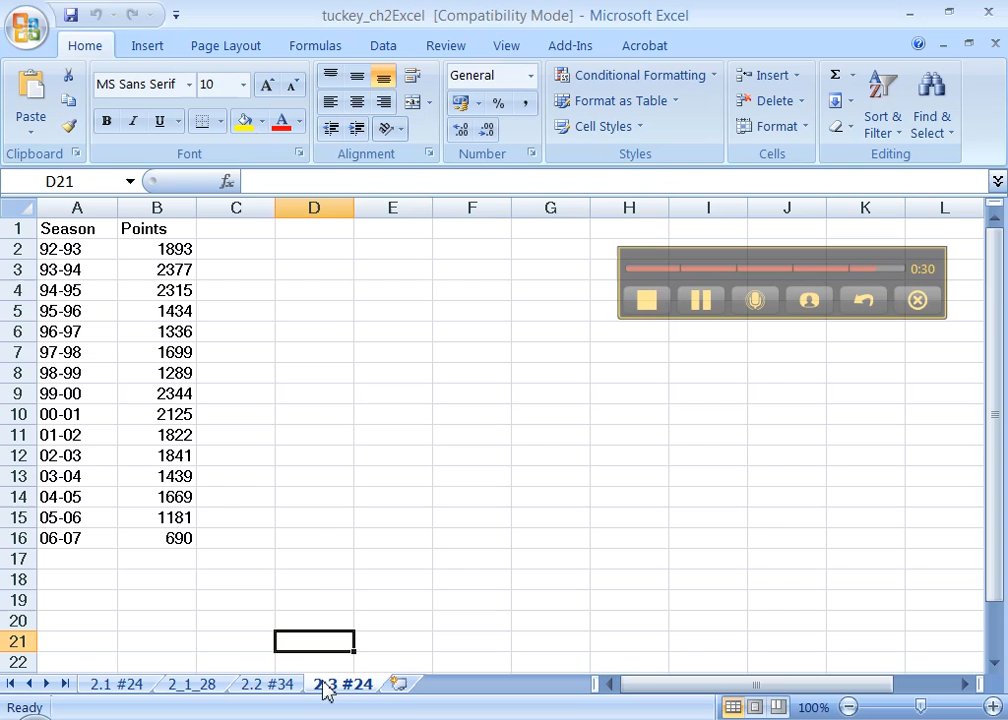 tuckey_ch2Excel [Compatibility Mode] - Microsoft Excel
Home Insert Page Layout Formulas Data Review View Add-Ins Acrobat
MS Sans Serif 10 General Conditional Formatting Insert Σ
Paste Format as Table Delete Sort & Find &
B I U A $ % , Cell Styles Format Filter Select
Clipboard Font Alignment Number Styles Cells Editing
D21 fx
A B C D E F G H I J K L
1 Season Points
2 92-93 1893
3 93-94 2377 0:30
4 94-95 2315
5 95-96 1434
6 96-97 1336
7 97-98 1699
8 98-99 1289
9 99-00 2344
10 00-01 2125
11 01-02 1822
12 02-03 1841
13 03-04 1439
14 04-05 1669
15 05-06 1181
16 06-07 690
17
18
19
20
21
22
2.1 #24 2_1_28 2.2 #34 2.3 #24
Ready 100%